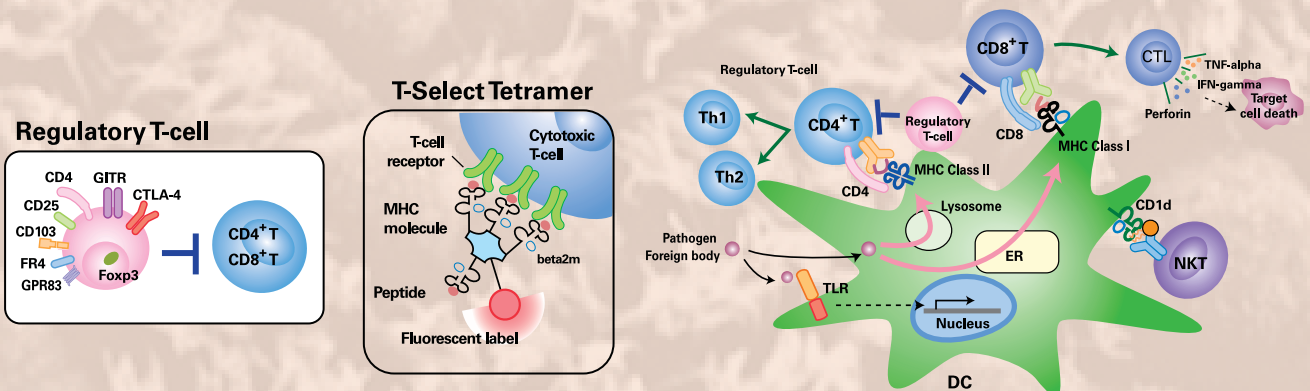 Regulatory T-cell
CD4
GITR
CTLA-4
CD25
CD103
FR4
GPR83
Foxp3
CD4⁺T
CD8⁺T
T-Select Tetramer
T-cell
receptor
Cytotoxic
T-cell
MHC
molecule
beta2m
Peptide
Fluorescent label
Regulatory T-cell
Th1
Th2
CD4⁺T
Regulatory
T-cell
CD8⁺T
CTL
TNF-alpha
IFN-gamma
Perforin
Target
cell death
CD8
MHC Class I
CD4
MHC Class II
Lysosome
CD1d
NKT
Pathogen
Foreign body
ER
TLR
Nucleus
DC